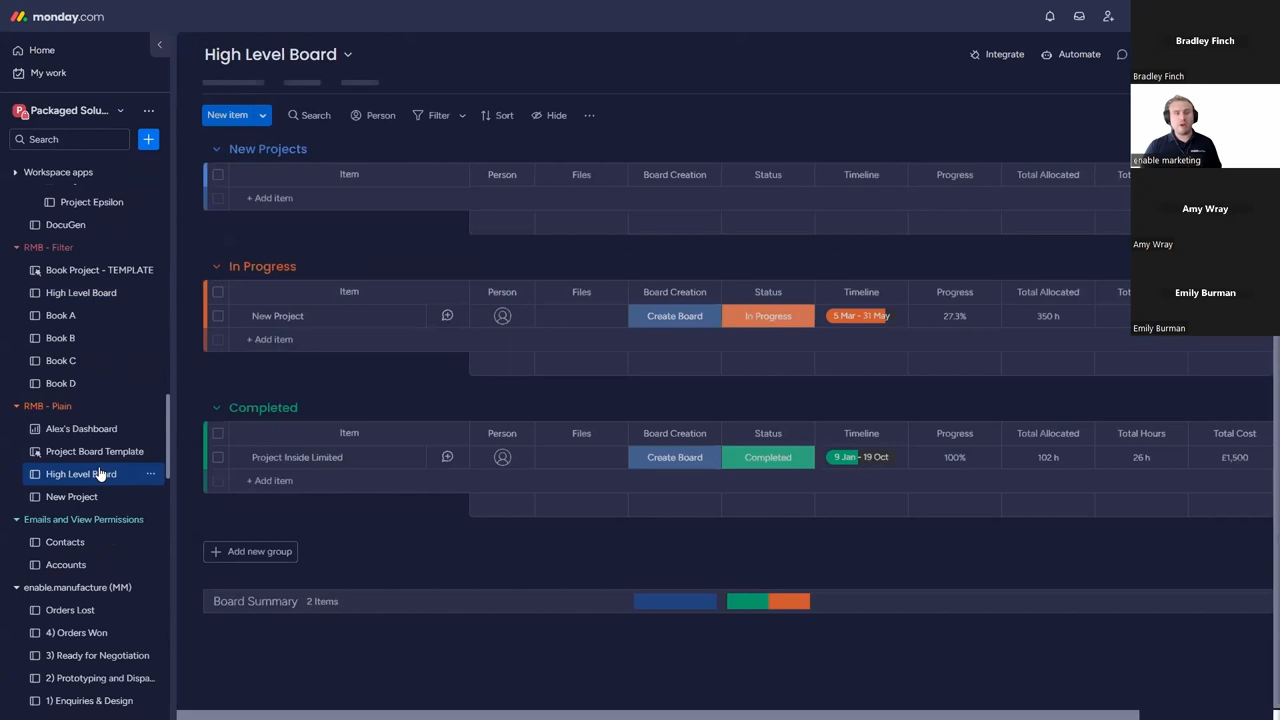 monday.com
Home
My work
Packaged Solu...
Search
Workspace apps
Project Epsilon
DocuGen
RMB - Filter
Book Project - TEMPLATE
High Level Board
Book A
Book B
Book C
Book D
RMB - Plain
Alex's Dashboard
Project Board Template
High Level Board
New Project
Emails and View Permissions
Contacts
Accounts
enable.manufacture (MM)
Orders Lost
4) Orders Won
3) Ready for Negotiation
2) Prototyping and Dispa...
1) Enquiries & Design
High Level Board
Integrate Automate
New item Search Person Filter Sort Hide
New Projects
Item Person Files Board Creation Status Timeline Progress Total Allocated
+ Add item
In Progress
Item Person Files Board Creation Status Timeline Progress Total Allocated
New Project Create Board In Progress 5 Mar - 31 May 27.3% 350 h
+ Add item
Completed
Item Person Files Board Creation Status Timeline Progress Total Allocated Total Hours Total Cost
Project Inside Limited Create Board Completed 9 Jan - 19 Oct 100% 102 h 26 h £1,500
+ Add item
+ Add new group
Board Summary 2 Items
Bradley Finch
Bradley Finch
enable marketing
Amy Wray
Amy Wray
Emily Burman
Emily Burman